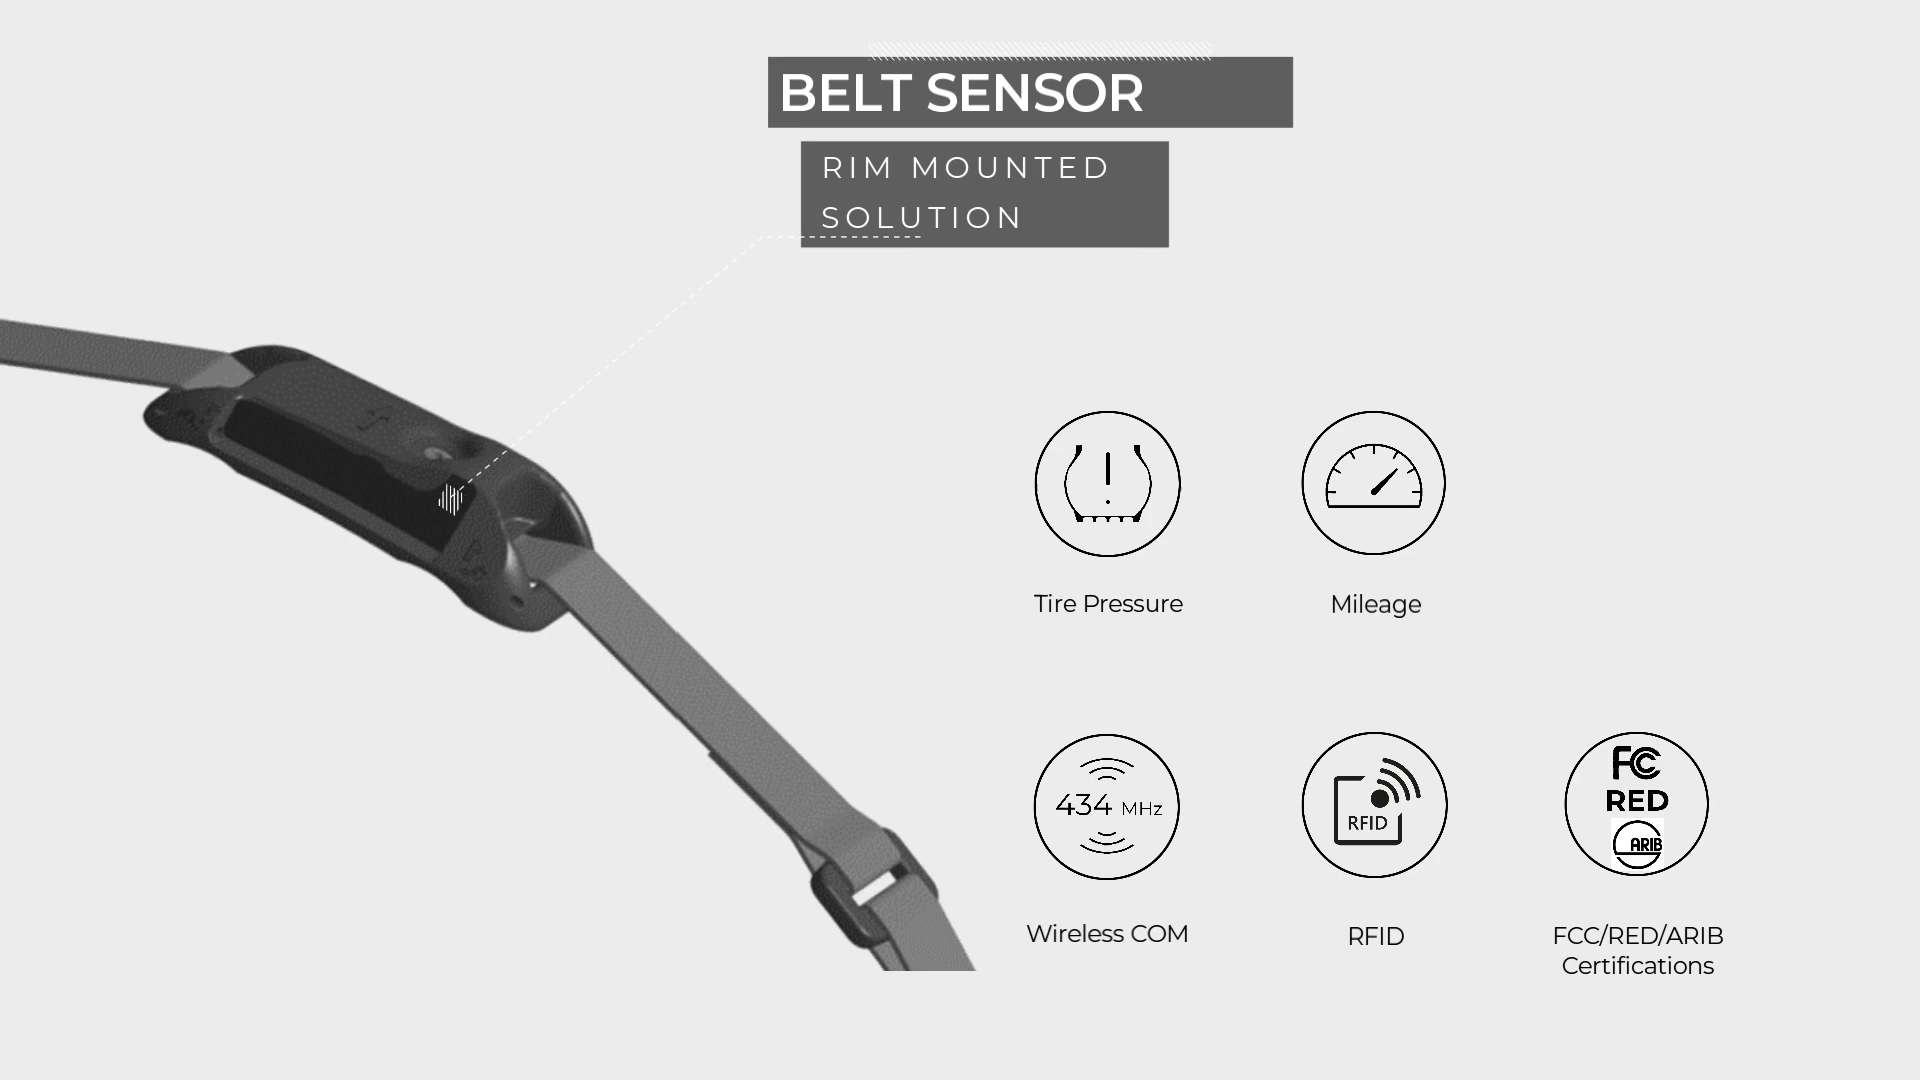 BELT SENSOR
RIM MOUNTED
SOLUTION
Tire Pressure
Mileage
434 MHz
RFID
FC
RED
ARIB
Wireless COM
RFID
FCC/RED/ARIB
Certifications